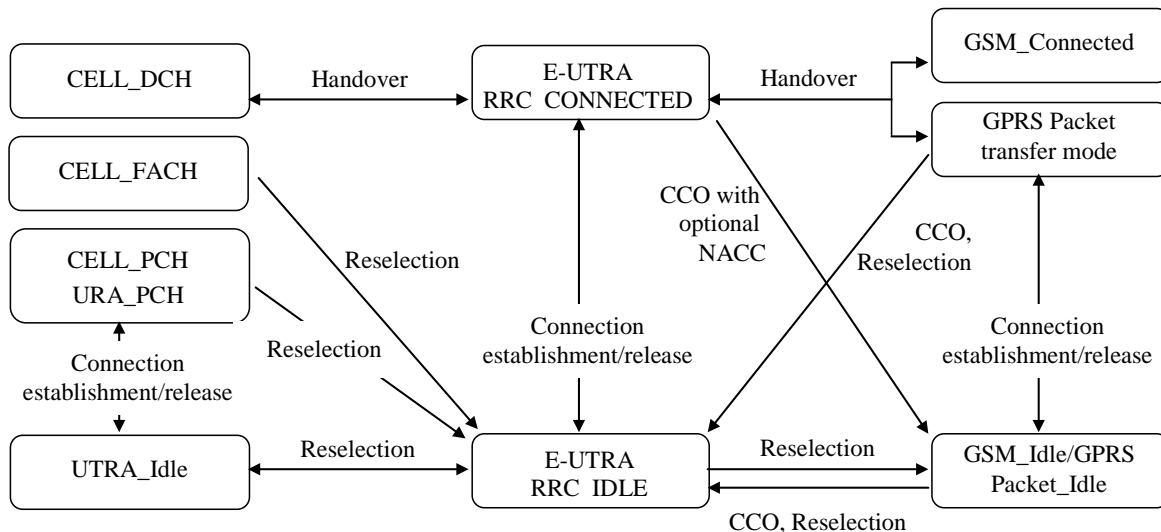 GSM_Connected
CELL_DCH
Handover
E-UTRA
RRC CONNECTED
Handover
GPRS Packet
transfer mode
CELL_FACH
CCO with
optional
NACC
CCO,
Reselection
CELL_PCH
URA_PCH
Reselection
Reselection
Connection
establishment/release
Connection
establishment/release
Connection
establishment/release
UTRA_Idle
Reselection
E-UTRA
RRC IDLE
Reselection
GSM_Idle/GPRS
Packet_Idle
CCO, Reselection